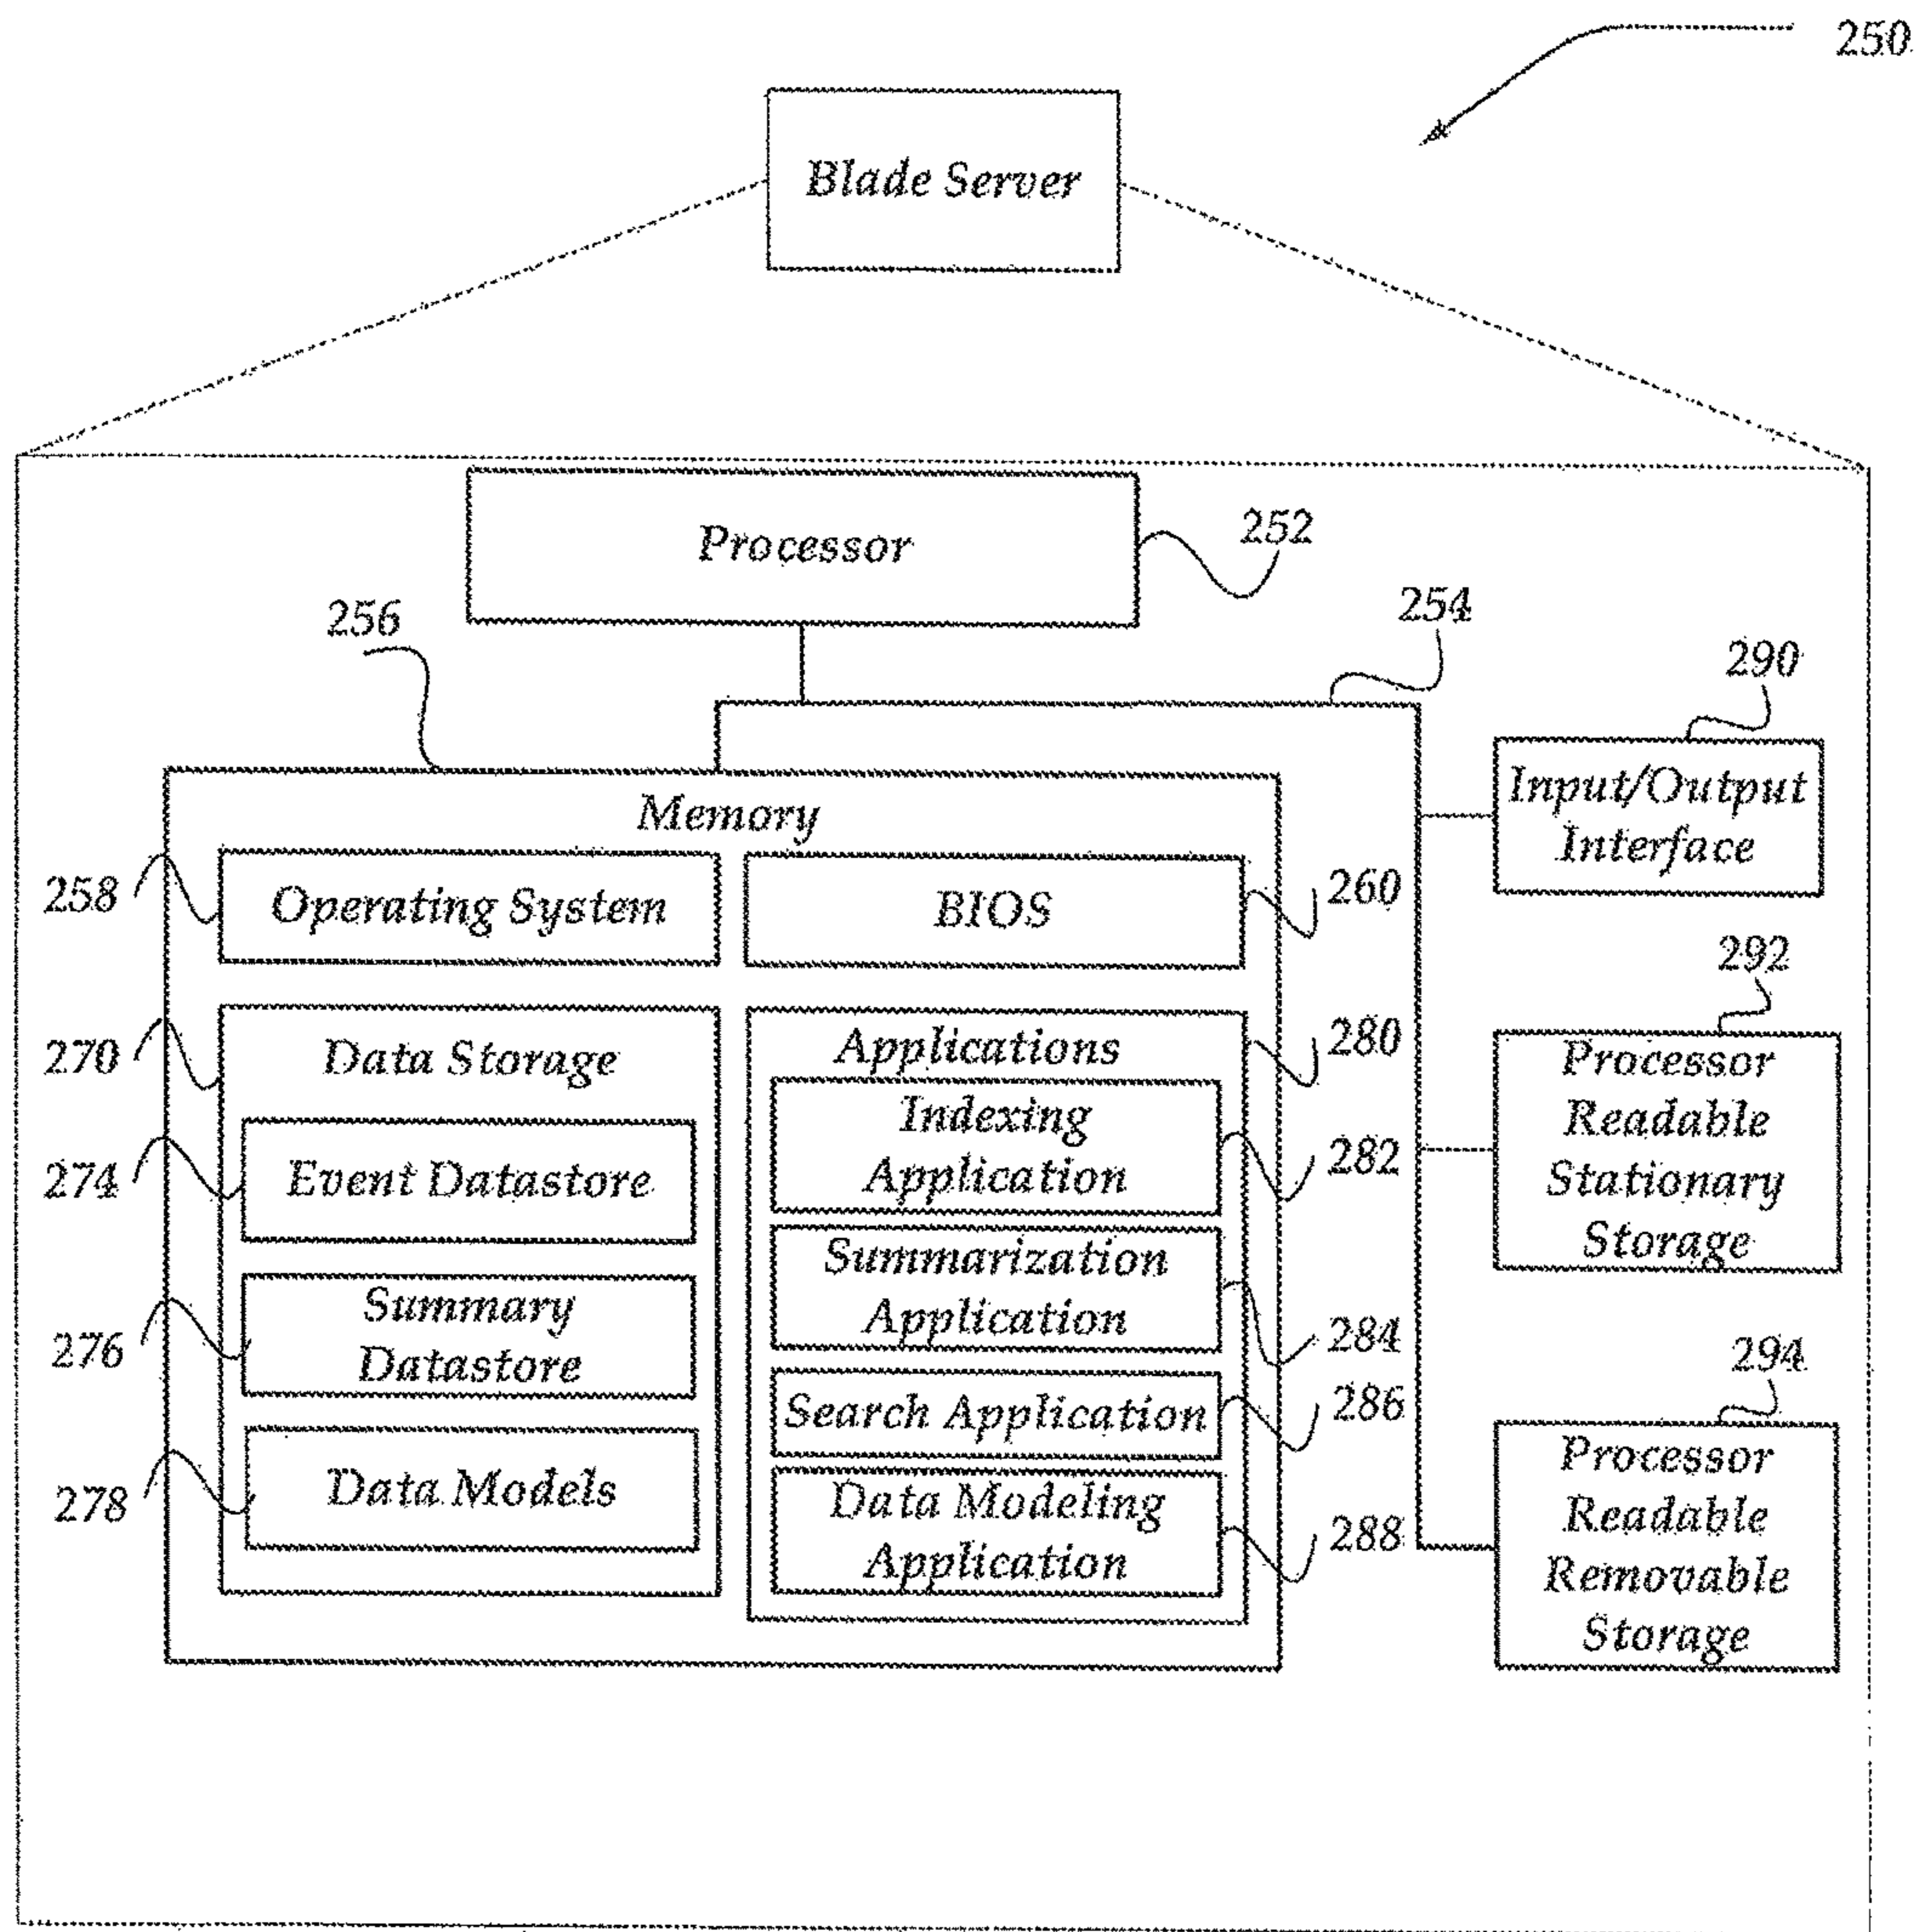 250
Blade Server
Processor
252
254
256
290
Input/Output
Interface
Memory
258
Operating System
BIOS
260
292
Processor
Readable
Stationary
Storage
270
Data Storage
Applications
280
274
Event Datastore
Indexing
Application
282
276
Summary
Datastore
Summarization
Application
284
294
Search Application
286
278
Data Models
Data Modeling
Application
288
Processor
Readable
Removable
Storage